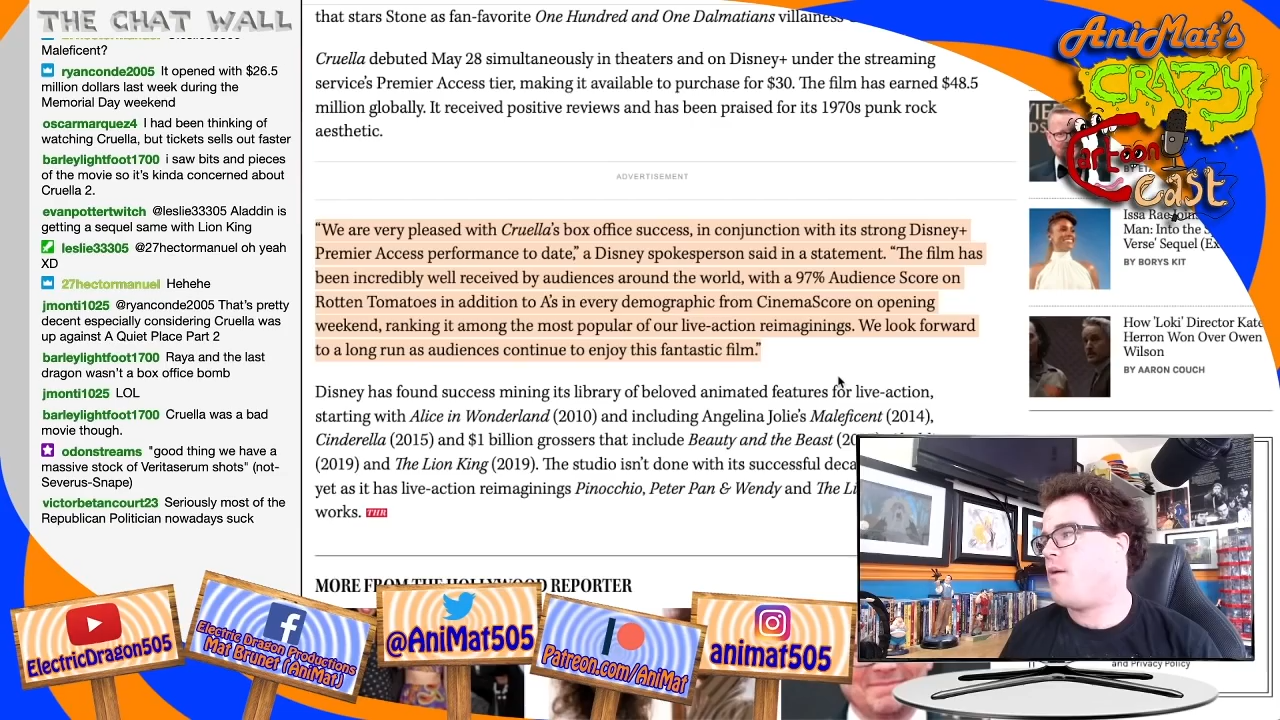 THE CHAT WALL
Maleficent?
ryanconde2005 It opened with $26.5
million dollars last week during the
Memorial Day weekend
oscarmarquez4 I had been thinking of
watching Cruella, but tickets sells out faster
barleylightfoot1700 i saw bits and pieces
of the movie so it's kinda concerned about
Cruella 2.
evanpottertwitch @leslie33305 Aladdin is
getting a sequel same with Lion King
leslie33305 @27hectormanuel oh yeah
XD
27hectormanuel Hehehe
jmonti1025 @ryanconde2005 That's pretty
decent especially considering Cruella was
up against A Quiet Place Part 2
barleylightfoot1700 Raya and the last
dragon wasn't a box office bomb
jmonti1025 LOL
barleylightfoot1700 Cruella was a bad
movie though.
odonstreams "good thing we have a
massive stock of Veritaserum shots" (not-
Severus-Snape)
victorbetancourt23 Seriously most of the
Republican Politician nowadays suck
that stars Stone as fan-favorite One Hundred and One Dalmatians villainess
Cruella debuted May 28 simultaneously in theaters and on Disney+ under the streaming
service's Premier Access tier, making it available to purchase for $30. The film has earned $48.5
million globally. It received positive reviews and has been praised for its 1970s punk rock
aesthetic.
ADVERTISEMENT
"We are very pleased with Cruella's box office success, in conjunction with its strong Disney+
Premier Access performance to date," a Disney spokesperson said in a statement. "The film has
been incredibly well received by audiences around the world, with a 97% Audience Score on
Rotten Tomatoes in addition to A's in every demographic from CinemaScore on opening
weekend, ranking it among the most popular of our live-action reimaginings. We look forward
to a long run as audiences continue to enjoy this fantastic film."
Disney has found success mining its library of beloved animated features for live-action,
starting with Alice in Wonderland (2010) and including Angelina Jolie's Maleficent (2014),
Cinderella (2015) and $1 billion grossers that include Beauty and the Beast
(2019) and The Lion King (2019). The studio isn't done with its successful
yet as it has live-action reimaginings Pinocchio, Peter Pan & Wendy and The
works. THR
MORE FROM THE HOLLYWOOD REPORTER
AniMat's
CRAZY
Cartoon
Cast
Issa Rae
Man: Into the
Verse' Sequel
BY BORYS KIT
How 'Loki' Director Kate
Herron Won Over Owen
Wilson
BY AARON COUCH
and Privacy Policy
ElectricDragon505
Electric Dragon Productions
Mat Brunet (AniMat)
@AniMat505
Patreon.com/AniMat
animat505